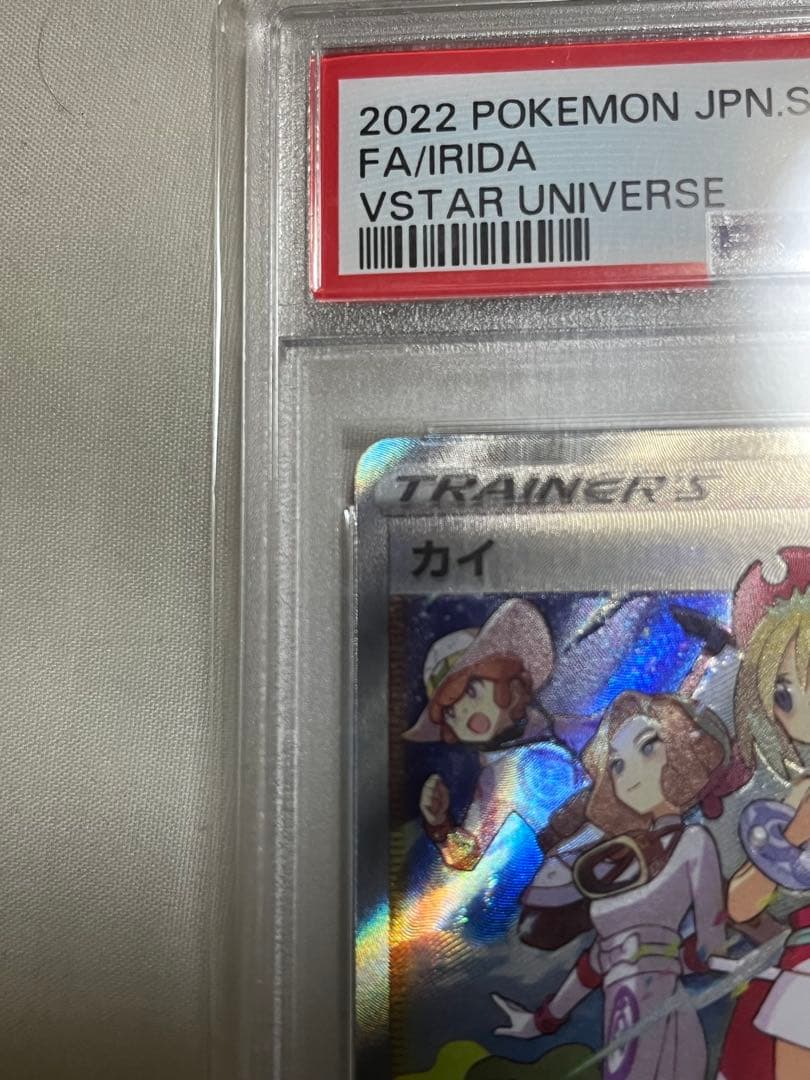 2022 POKEMON JPN.S
FA/IRIDA
VSTAR UNIVERSE
TRAINER'S
カイ